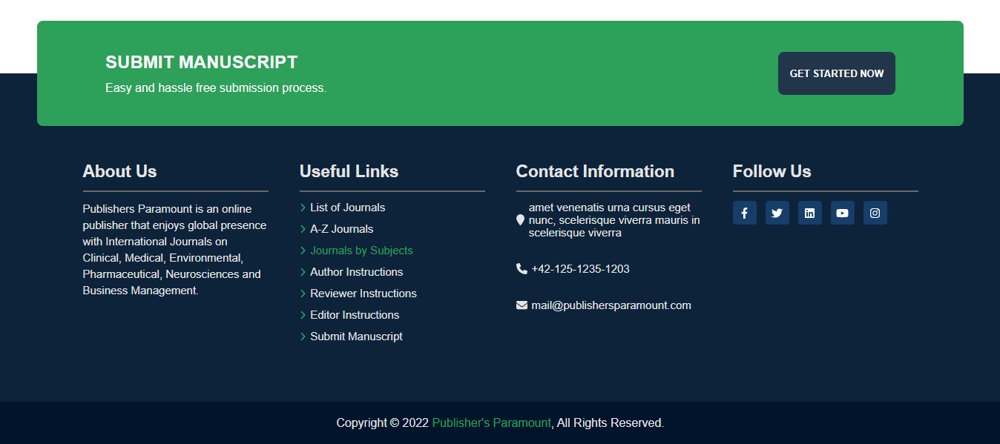 SUBMIT MANUSCRIPT
Easy and hassle free submission process.
GET STARTED NOW
About Us
Publishers Paramount is an online
publisher that enjoys global presence
with International Journals on
Clinical, Medical, Environmental,
Pharmaceutical, Neurosciences and
Business Management.
Useful Links
List of Journals
A-Z Journals
Journals by Subjects
Author Instructions
Reviewer Instructions
Editor Instructions
Submit Manuscript
Contact Information
amet venenatis urna cursus eget
nunc, scelerisque viverra mauris in
scelerisque viverra
+42-125-1235-1203
mail@publishersparamount.com
Follow Us
Copyright © 2022 Publisher's Paramount, All Rights Reserved.